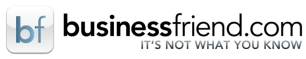 bf businessfriend.com
IT'S NOT WHAT YOU KNOW